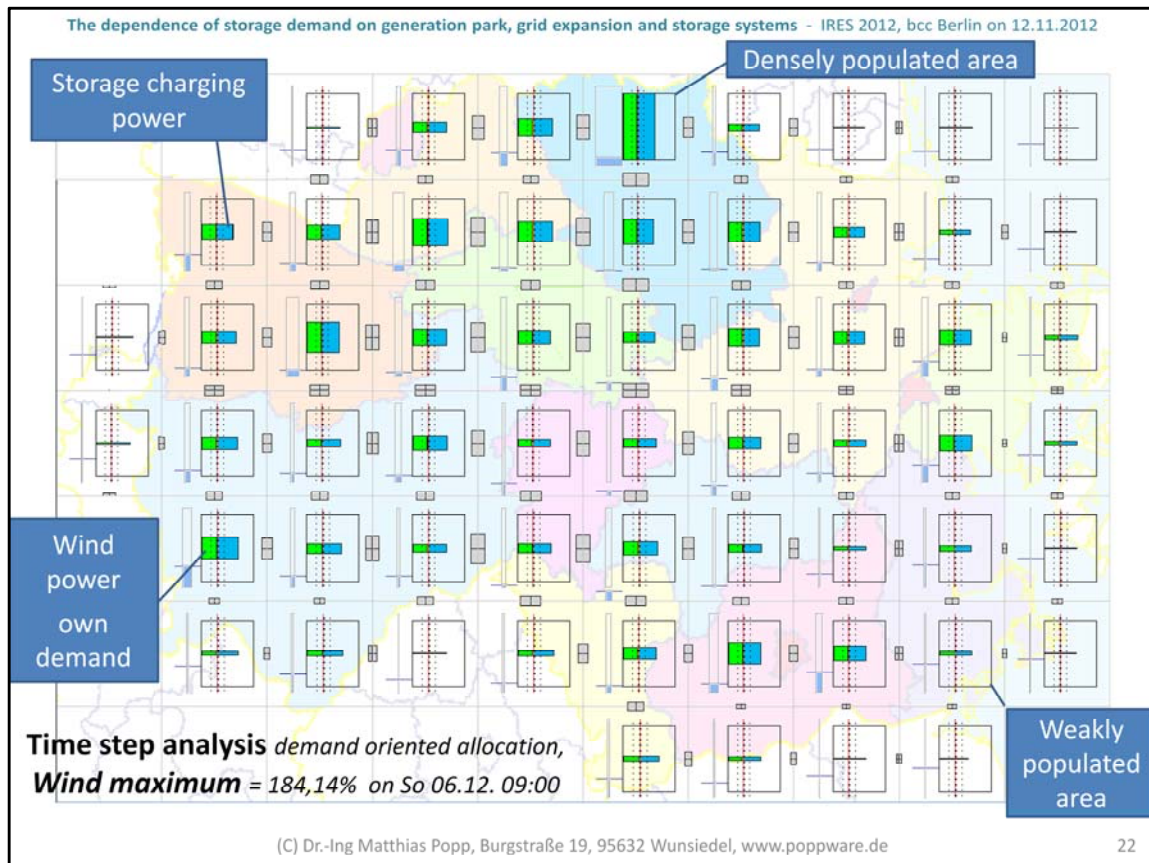 The dependence of storage demand on generation park, grid expansion and storage systems - IRES 2012, bcc Berlin on 12.11.2012
Densely populated area
Storage charging
power
Wind
power
own
demand
Weakly
populated
area
Time step analysis demand oriented allocation,
Wind maximum = 184,14% on So 06.12. 09:00
(C) Dr.-Ing Matthias Popp, Burgstraße 19, 95632 Wunsiedel, www.poppware.de
22